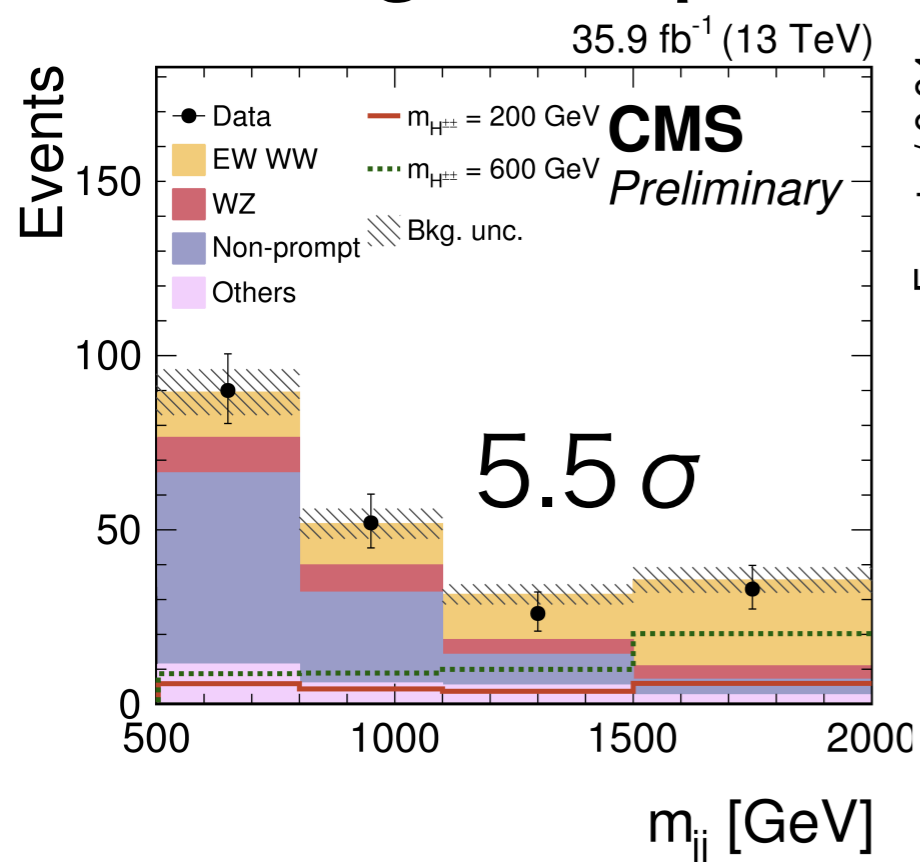 35.9 fb⁻¹ (13 TeV)
Events
Data
EW WW
WZ
Non-prompt
Others
m_H±± = 200 GeV
m_H±± = 600 GeV
Bkg. unc.
CMS
Preliminary
5.5 σ
150
100
50
0
500 1000 1500 2000
m_jj [GeV]